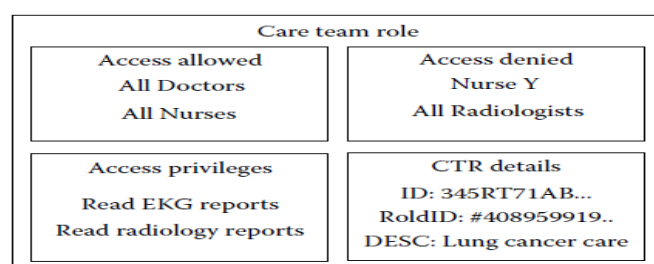 Care team role
Access allowed
All Doctors
All Nurses
Access denied
Nurse Y
All Radiologists
Access privileges
Read EKG reports
Read radiology reports
CTR details
ID: 345RT71AB...
RoldID: #408959919..
DESC: Lung cancer care